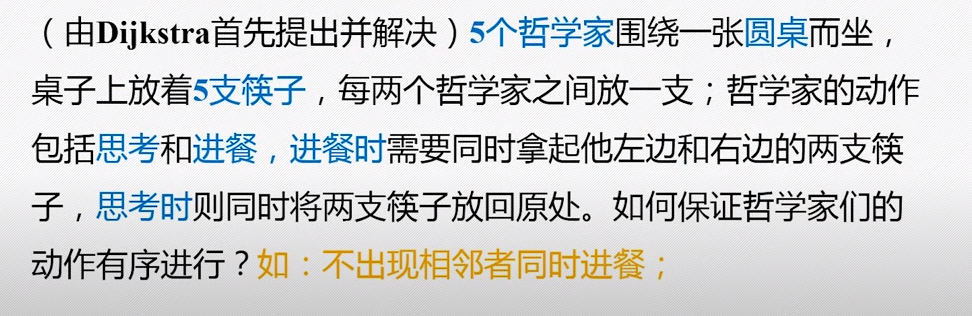 （由Dijkstra首先提出并解决）5个哲学家围绕一张圆桌而坐，
桌子上放着5支筷子，每两个哲学家之间放一支；哲学家的动作
包括思考和进餐，进餐时需要同时拿起他左边和右边的两支筷
子，思考时则同时将两支筷子放回原处。如何保证哲学家们的
动作有序进行？如：不出现相邻者同时进餐；